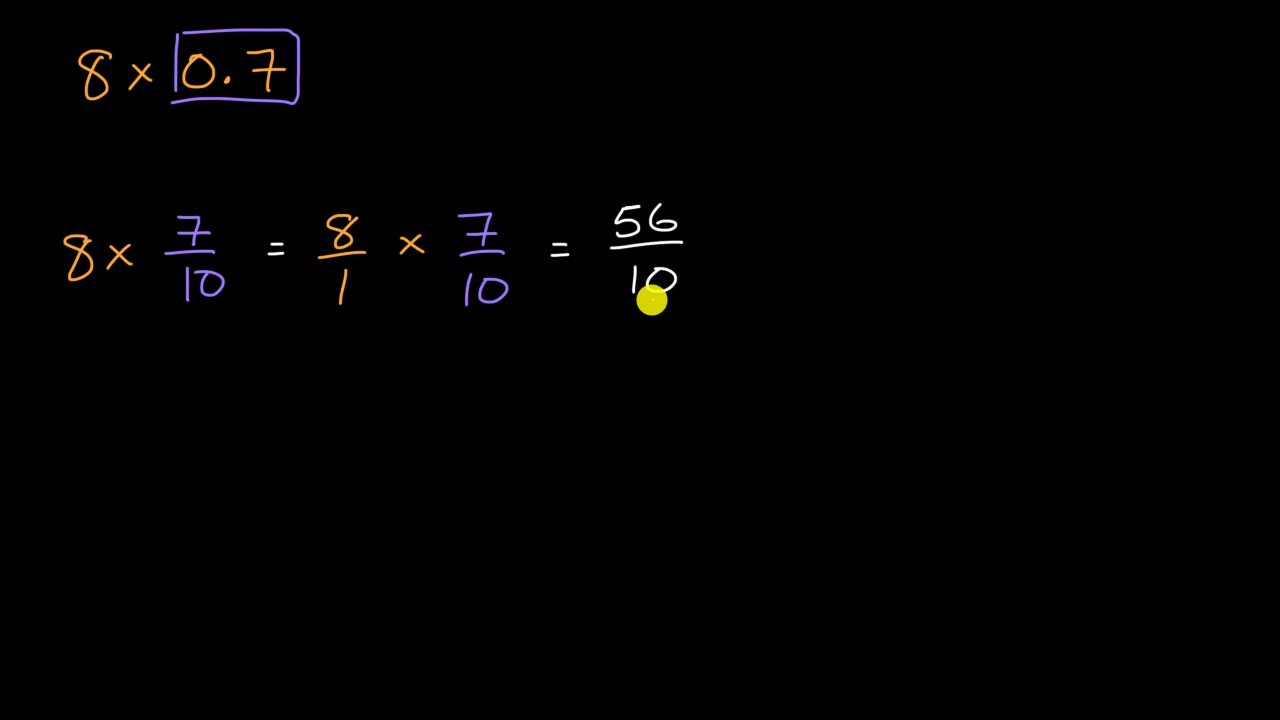 8 × 0.7
8 × 7/10 = 8/1 × 7/10 = 56/10